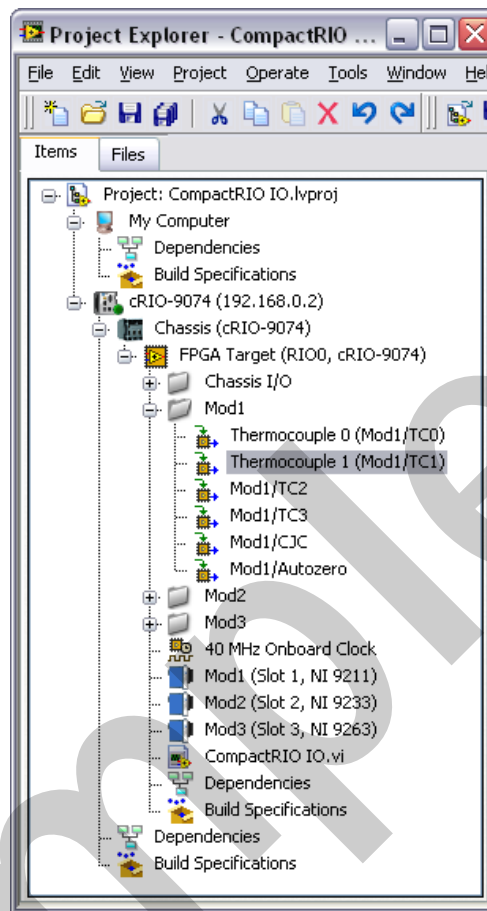 Project Explorer - CompactRIO ...
File Edit View Project Operate Tools Window
Items Files
Project: CompactRIO IO.lvproj
My Computer
Dependencies
Build Specifications
cRIO-9074 (192.168.0.2)
Chassis (cRIO-9074)
FPGA Target (RIO0, cRIO-9074)
Chassis I/O
Mod1
Thermocouple 0 (Mod1/TC0)
Thermocouple 1 (Mod1/TC1)
Mod1/TC2
Mod1/TC3
Mod1/CJC
Mod1/Autozero
Mod2
Mod3
40 MHz Onboard Clock
Mod1 (Slot 1, NI 9211)
Mod2 (Slot 2, NI 9233)
Mod3 (Slot 3, NI 9263)
CompactRIO IO.vi
Dependencies
Build Specifications
Dependencies
Build Specifications